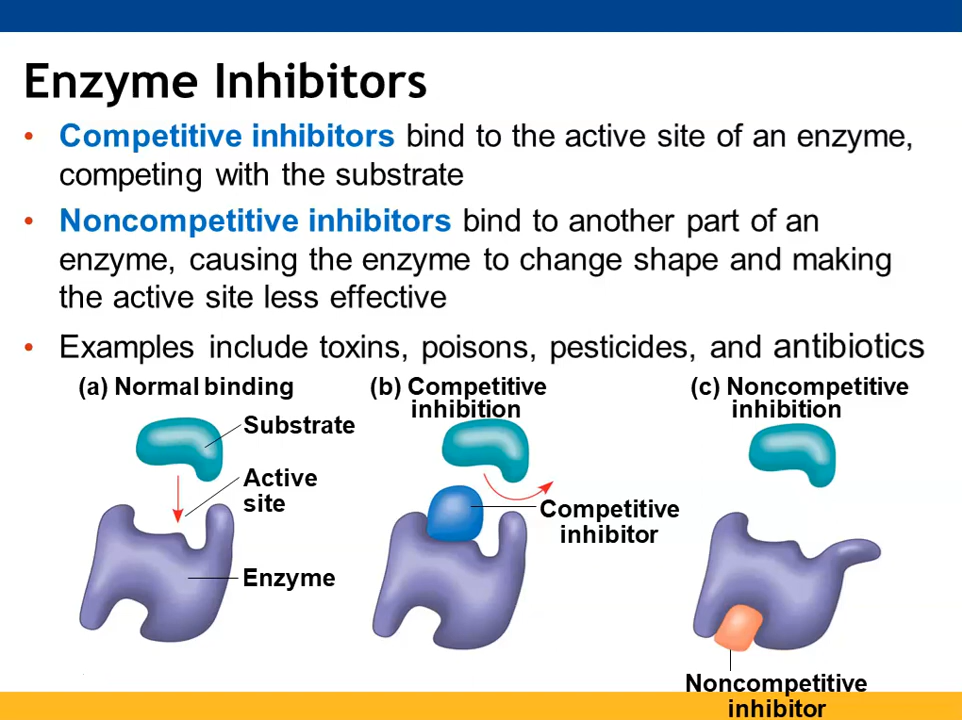 Enzyme Inhibitors
• Competitive inhibitors bind to the active site of an enzyme,
competing with the substrate
• Noncompetitive inhibitors bind to another part of an
enzyme, causing the enzyme to change shape and making
the active site less effective
• Examples include toxins, poisons, pesticides, and antibiotics
(a) Normal binding
Substrate
Active
site
Enzyme
(b) Competitive
inhibition
Competitive
inhibitor
(c) Noncompetitive
inhibition
Noncompetitive
inhibitor